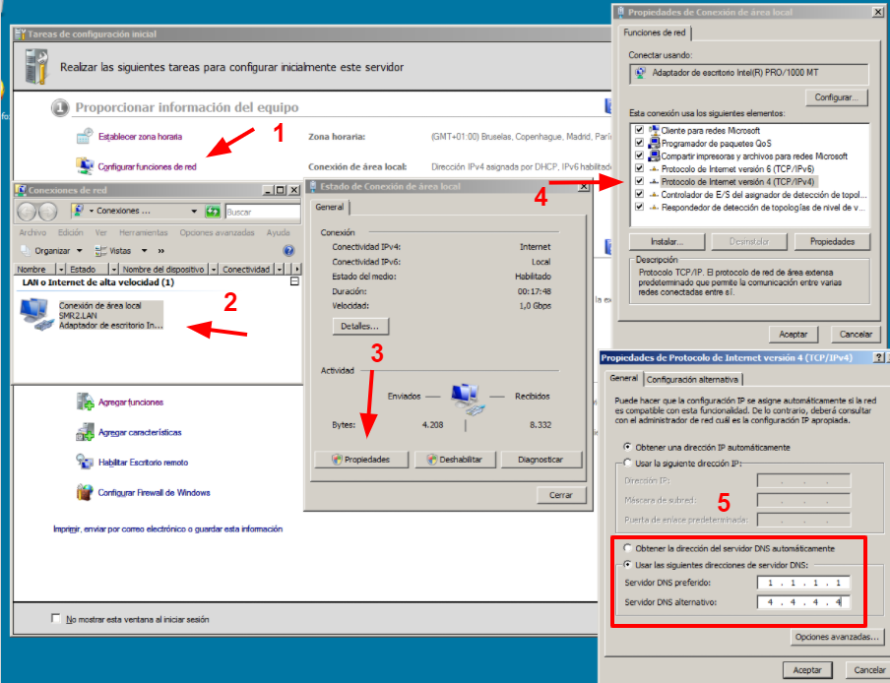 Tareas de configuración inicial
Realizar las siguientes tareas para configurar inicialmente este servidor
1 Proporcionar información del equipo
Establecer zona horaria
1
Zona horaria:
(GMT+01:00) Bruselas, Copenhague, Madrid, París
Configurar funciones de red
Conexión de área local:
Dirección IPv4 asignada por DHCP, IPv6 habilitado
Conexiones de red
Conexiones ...
Buscar
Archivo Edición Ver Herramientas Opciones avanzadas Ayuda
Organizar Vistas »
Nombre Estado Nombre del dispositivo Conectividad
LAN o Internet de alta velocidad (1)
Conexión de área local
SMR2.LAN
Adaptador de escritorio In...
2
Agregar funciones
Agregar características
Habilitar Escritorio remoto
Configurar Firewall de Windows
Imprimir, enviar por correo electrónico o guardar esta información
No mostrar esta ventana al iniciar sesión
Estado de Conexión de área local
General
Conexión
Conectividad IPv4: Internet
Conectividad IPv6: Local
Estado del medio: Habilitado
Duración: 00:17:48
Velocidad: 1,0 Gbps
Detalles...
3
Actividad
Enviados — — Recibidos
Bytes: 4.208 8.332
Propiedades Deshabilitar Diagnosticar
Cerrar
Propiedades de Conexión de área local
Funciones de red
Conectar usando:
Adaptador de escritorio Intel(R) PRO/1000 MT
Configurar...
Esta conexión usa los siguientes elementos:
Cliente para redes Microsoft
Programador de paquetes QoS
Compartir impresoras y archivos para redes Microsoft
Protocolo de Internet versión 6 (TCP/IPv6)
4
Protocolo de Internet versión 4 (TCP/IPv4)
Controlador de E/S del asignador de detección de topol...
Respondedor de detección de topologías de nivel de v...
Instalar... Desinstalar Propiedades
Descripción
Protocolo TCP/IP. El protocolo de red de área extensa
predeterminado que permite la comunicación entre varias
redes conectadas entre sí.
Aceptar Cancelar
Propiedades de Protocolo de Internet versión 4 (TCP/IPv4)
General Configuración alternativa
Puede hacer que la configuración IP se asigne automáticamente si la red
es compatible con esta funcionalidad. De lo contrario, deberá consultar
con el administrador de red cuál es la configuración IP apropiada.
Obtener una dirección IP automáticamente
Usar la siguiente dirección IP:
Dirección IP:
Máscara de subred:
5
Puerta de enlace predeterminada:
Obtener la dirección del servidor DNS automáticamente
Usar las siguientes direcciones de servidor DNS:
Servidor DNS preferido: 1 . 1 . 1 . 1
Servidor DNS alternativo: 4 . 4 . 4 . 4
Opciones avanzadas...
Aceptar Cancelar